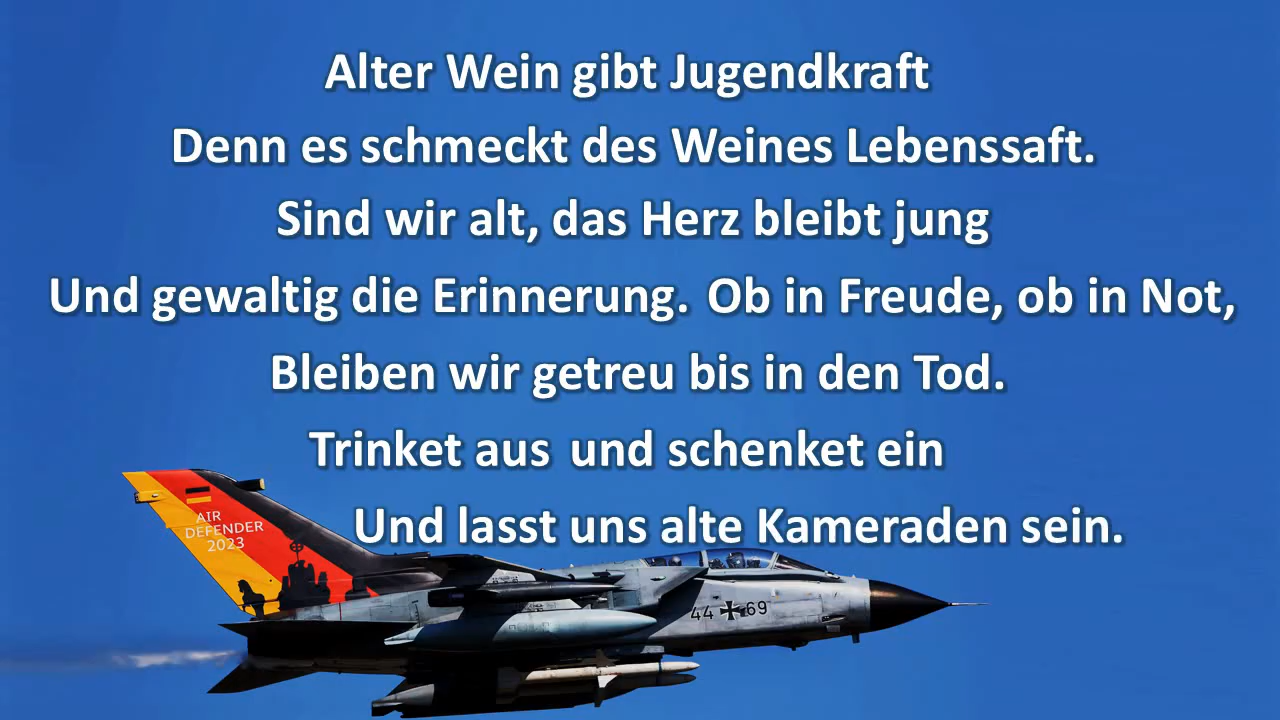 Alter Wein gibt Jugendkraft
Denn es schmeckt des Weines Lebenssaft.
Sind wir alt, das Herz bleibt jung
Und gewaltig die Erinnerung. Ob in Freude, ob in Not,
Bleiben wir getreu bis in den Tod.
Trinket aus und schenket ein
Und lasst uns alte Kameraden sein.
AIR
DEFENDER
2023
44 69